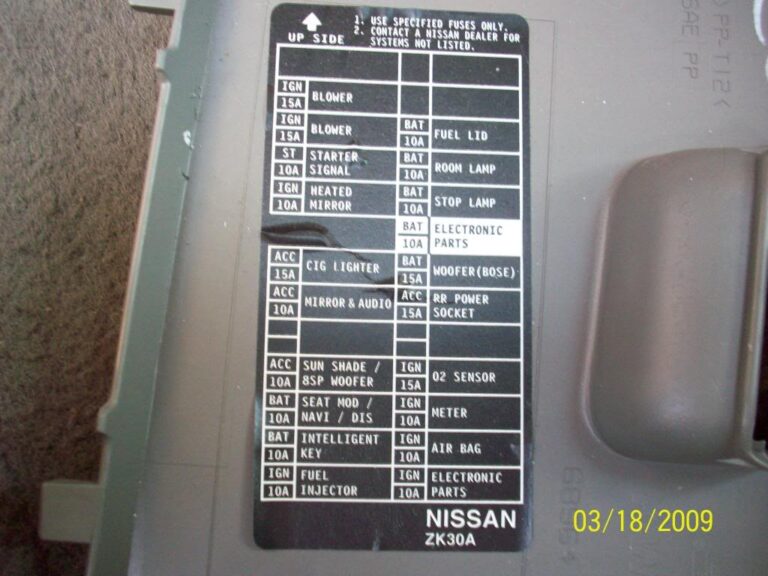 UP SIDE
1. USE SPECIFIED FUSES ONLY.
2. CONTACT A NISSAN DEALER FOR
SYSTEMS NOT LISTED.
IGN 15A BLOWER
IGN 15A BLOWER
BAT 10A FUEL LID
ST 10A STARTER SIGNAL
BAT 10A ROOM LAMP
IGN 10A HEATED MIRROR
BAT 10A STOP LAMP
BAT 10A ELECTRONIC PARTS
ACC 15A CIG LIGHTER
BAT 15A WOOFER(BOSE)
ACC 10A MIRROR & AUDIO
ACC 15A RR POWER SOCKET
ACC 10A SUN SHADE / 8SP WOOFER
IGN 15A O2 SENSOR
BAT 10A SEAT MOD / NAVI / DIS
IGN 10A METER
BAT 10A INTELLIGENT KEY
IGN 10A AIR BAG
IGN 10A FUEL INJECTOR
IGN 10A ELECTRONIC PARTS
NISSAN
ZK30A
>PP-T12K
SAE PP
03/18/2009